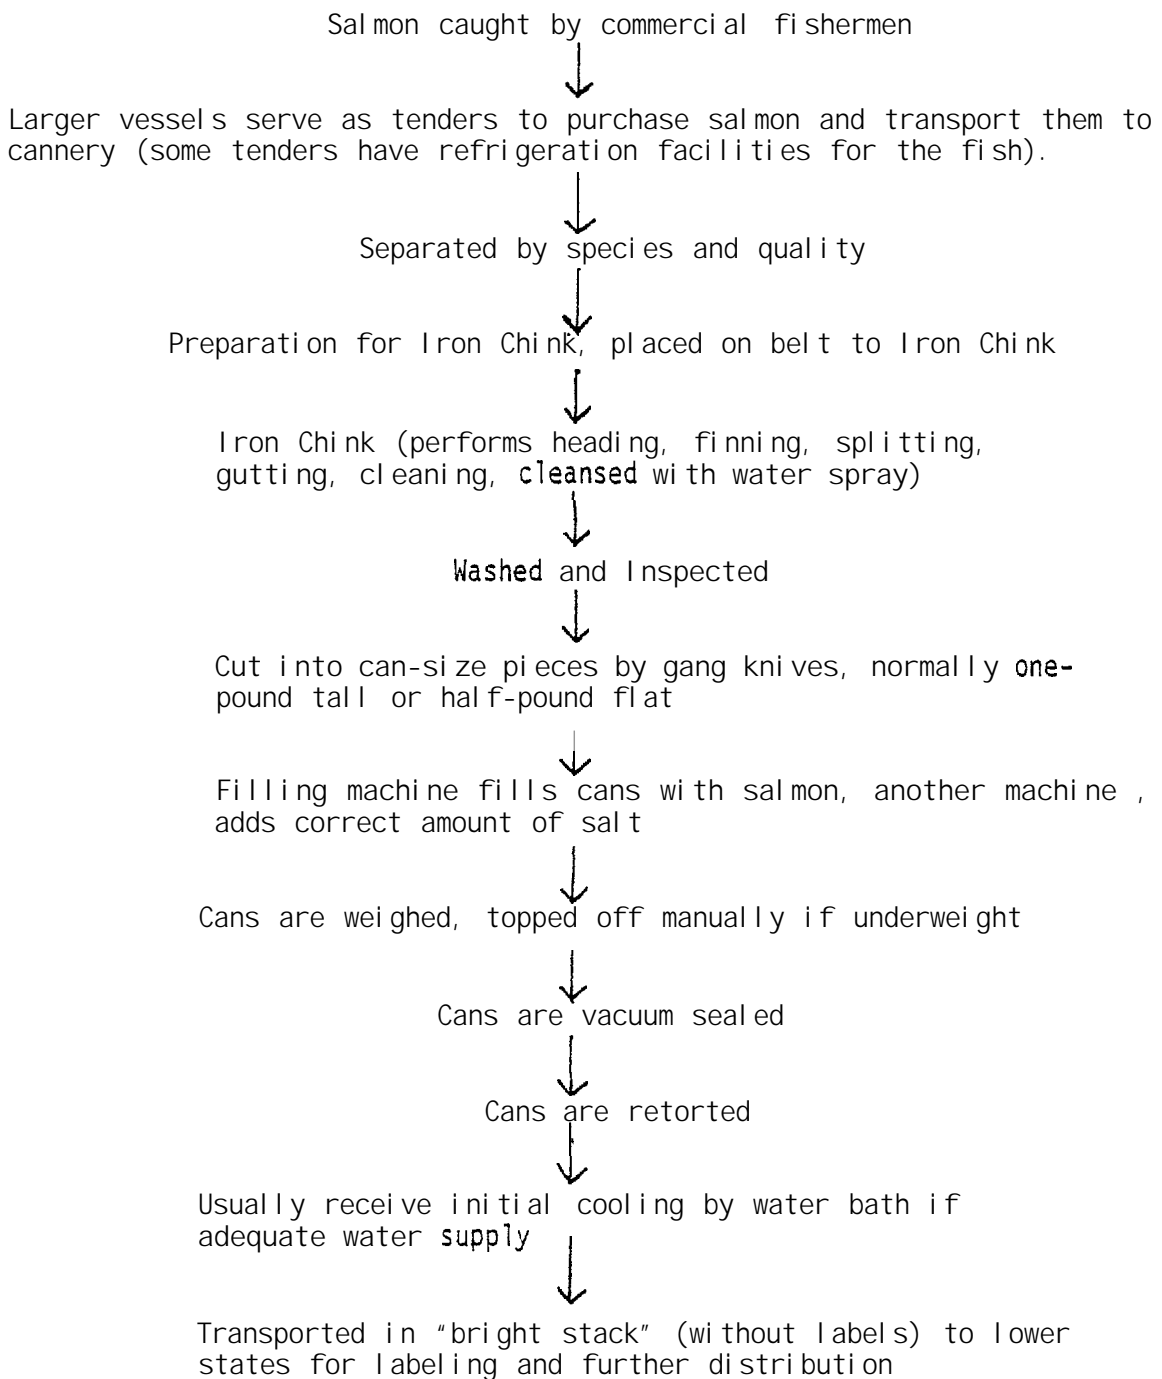 Salmon caught by commercial fishermen
Larger vessels serve as tenders to purchase salmon and transport them to
cannery (some tenders have refrigeration facilities for the fish).
Separated by species and quality
Preparation for Iron Chink, placed on belt to Iron Chink
Iron Chink (performs heading, finning, splitting,
gutting, cleaning, cleansed with water spray)
Washed and Inspected
Cut into can-size pieces by gang knives, normally one-
pound tall or half-pound flat
Filling machine fills cans with salmon, another machine ,
adds correct amount of salt
Cans are weighed, topped off manually if underweight
Cans are vacuum sealed
Cans are retorted
Usually receive initial cooling by water bath if
adequate water supply
Transported in "bright stack" (without labels) to lower
states for labeling and further distribution